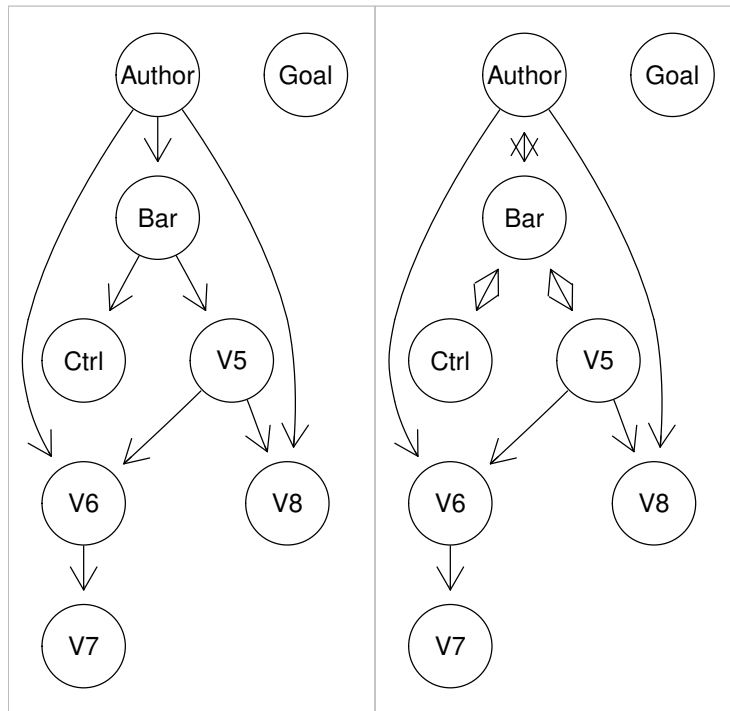 Author
Goal
Bar
Ctrl
V5
V6
V8
V7
Author
Goal
Bar
Ctrl
V5
V6
V8
V7